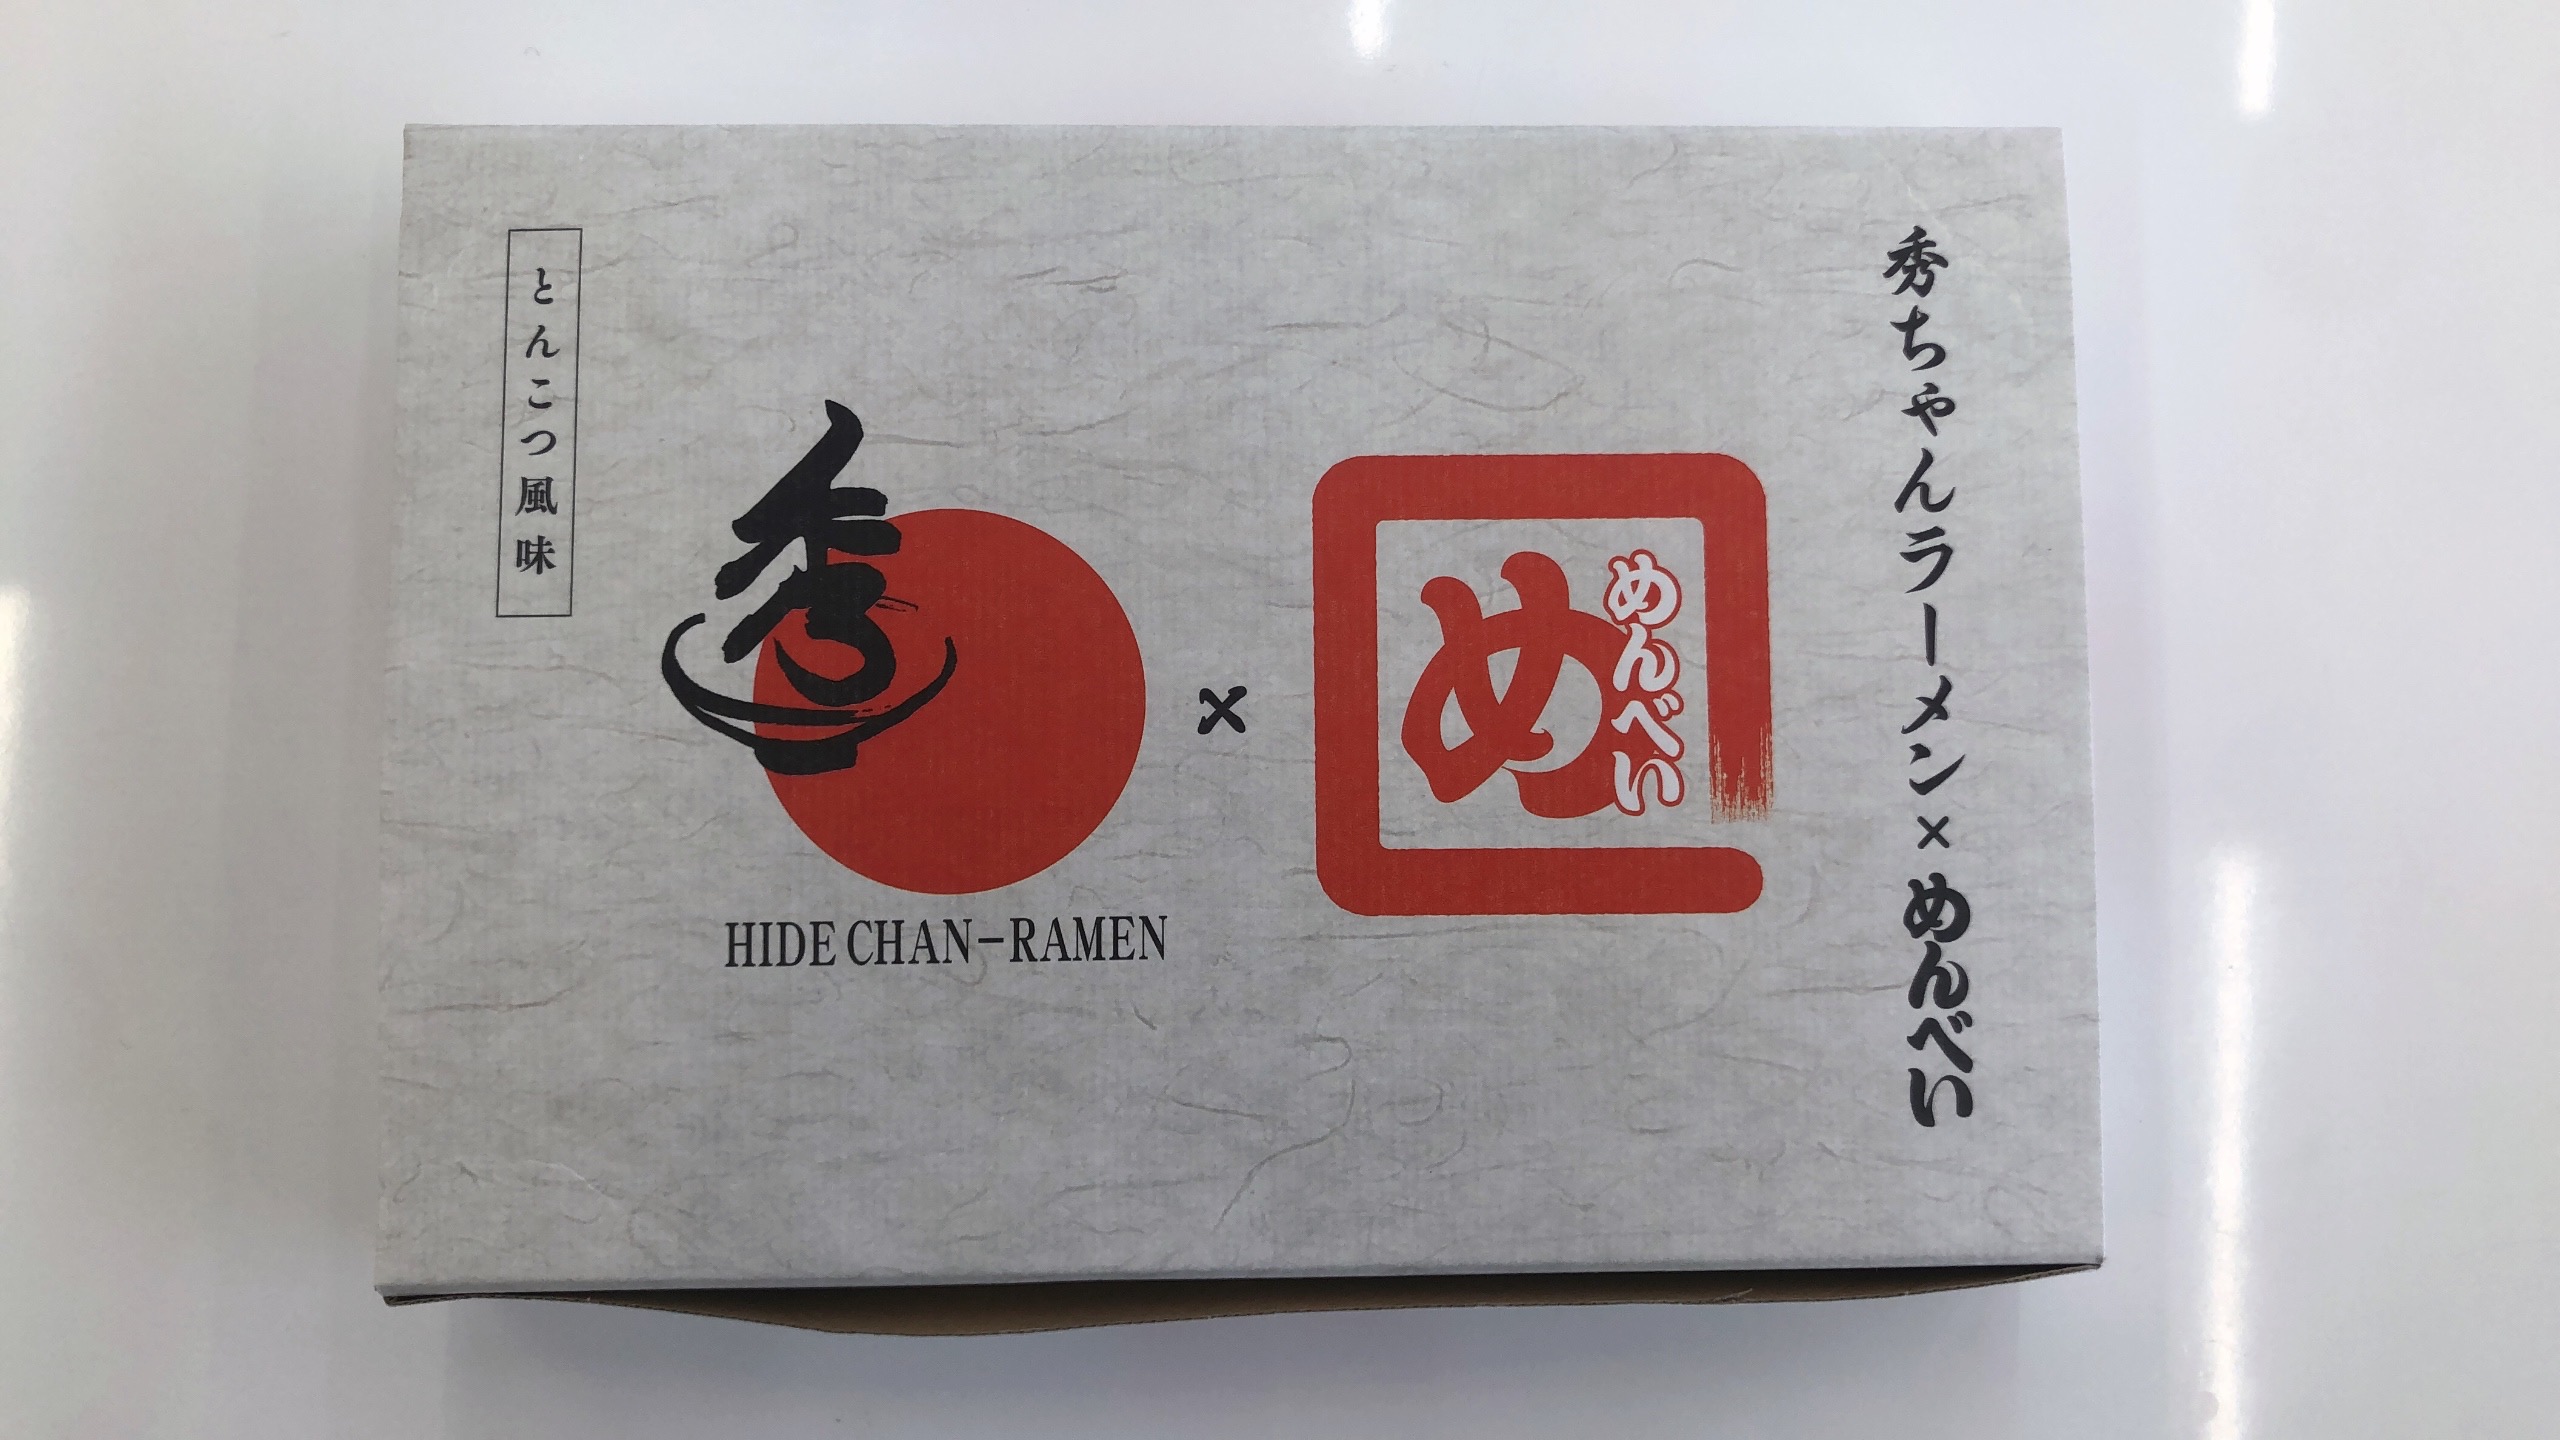 秀ちゃんラーメン×めんべい
め
めんべい
×
秀
HIDE CHAN-RAMEN
とんこつ風味